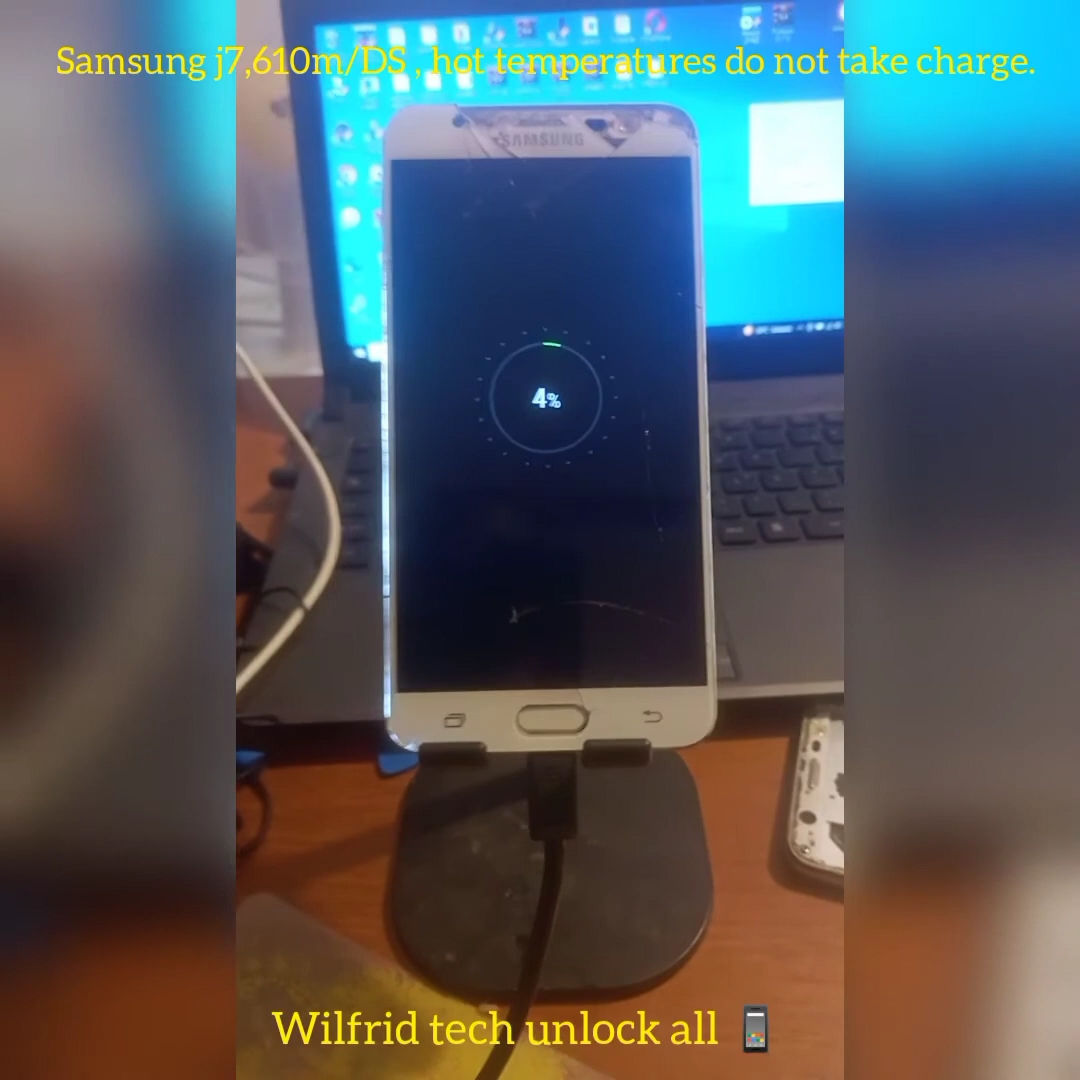 Samsung j7,610m/DS , hot temperatures do not take charge.
SAMSUNG
4%
Wilfrid tech unlock all 📱